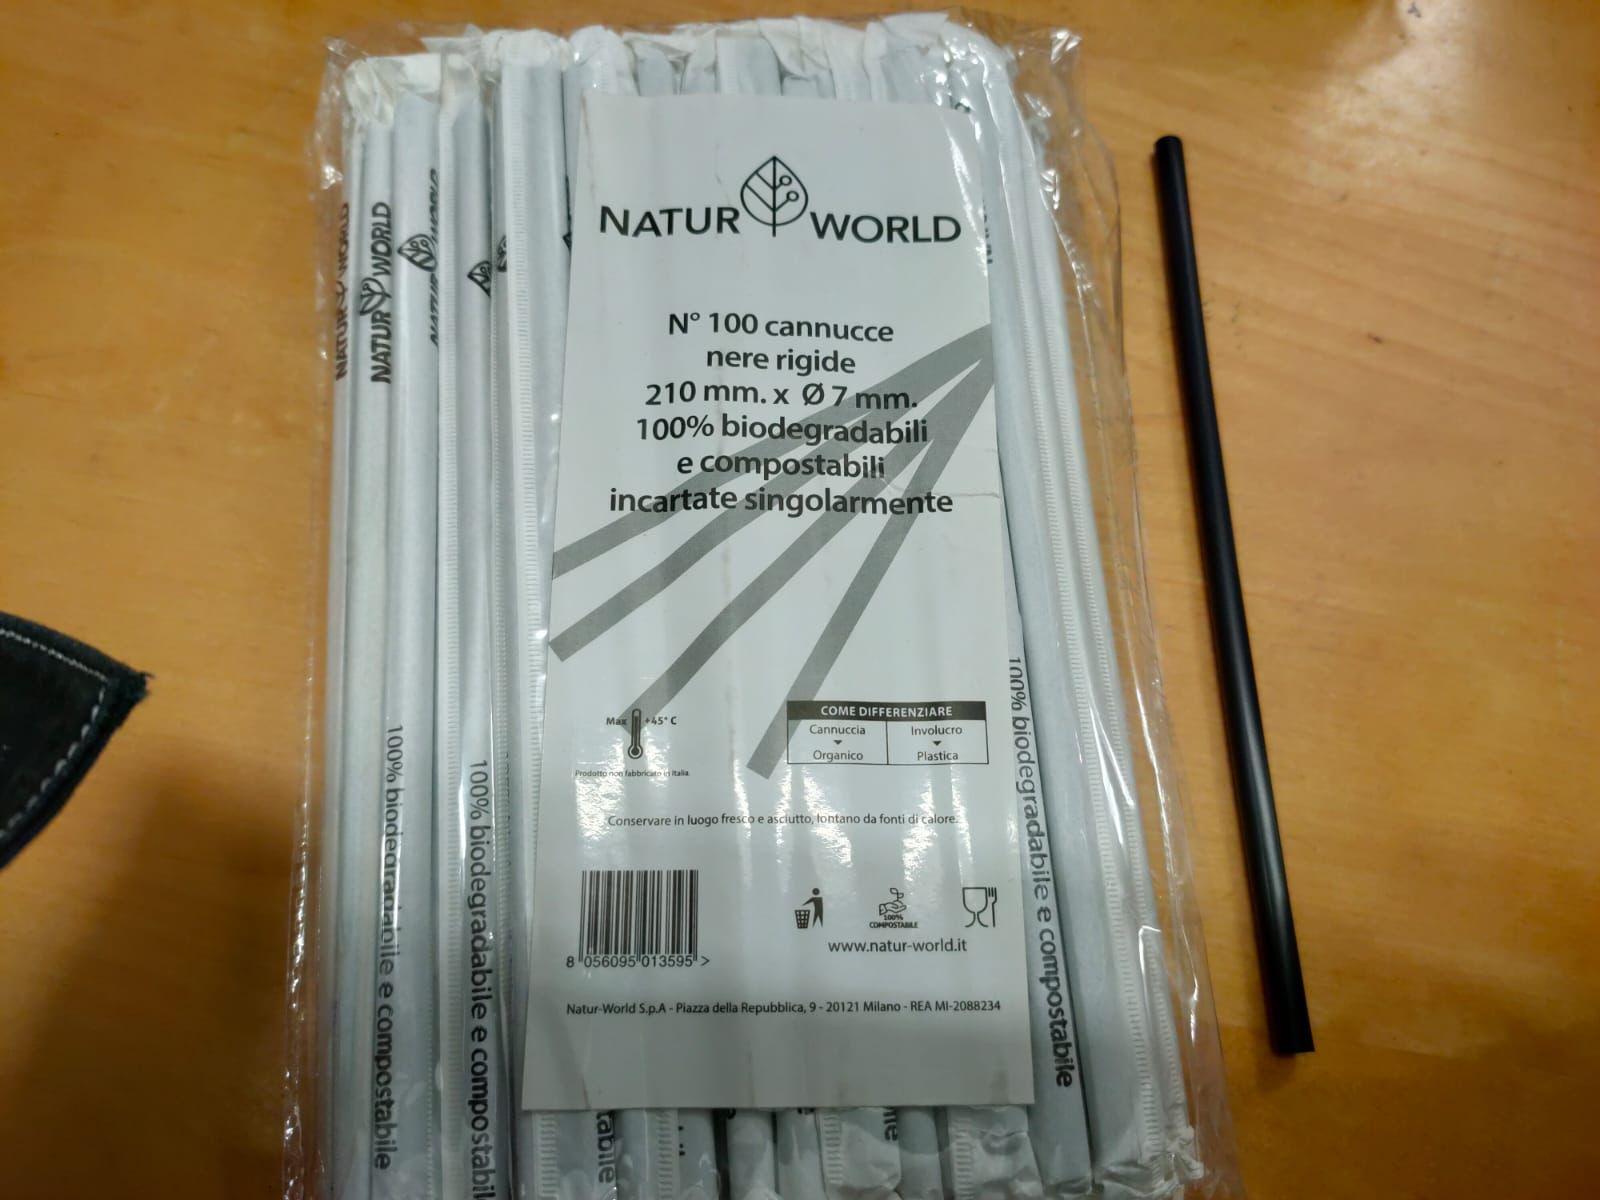 NATUR WORLD
N° 100 cannucce
nere rigide
210 mm. x Ø 7 mm.
100% biodegradabili
e compostabili
incartate singolarmente
Max +45° C
Prodotto non fabbricato in Italia.
COME DIFFERENZIARE
Cannuccia Involucro
Organico Plastica
Conservare in luogo fresco e asciutto, lontano da fonti di calore.
8 056095 013595 >
100%
COMPOSTABILE
www.natur-world.it
Natur-World S.p.A - Piazza della Repubblica, 9 - 20121 Milano - REA MI-2088234
NATUR WORLD
NATUR WORLD
100% biodegradabile e compostabile
100% biodegradabile e compostabil
100% biodegradabile e compostabile